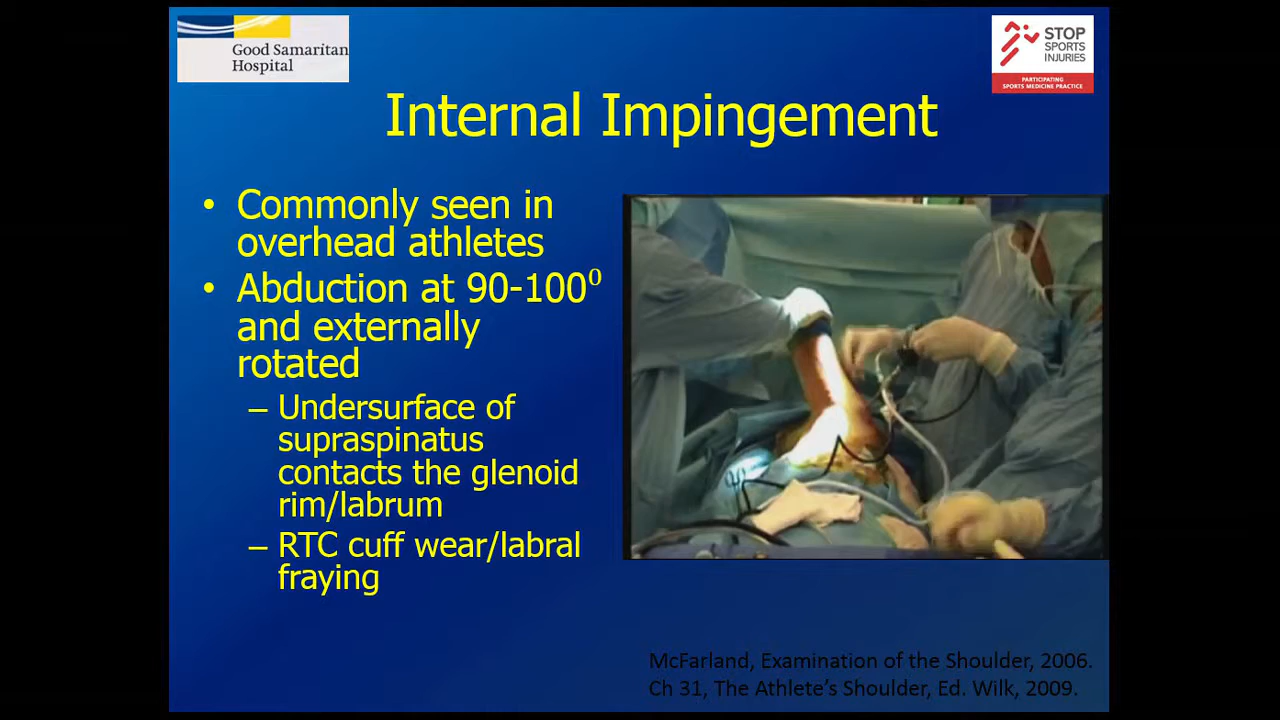 Good Samaritan
Hospital
STOP
SPORTS
INJURIES
PARTICIPATING
SPORTS MEDICINE PRACTICE
Internal Impingement
• Commonly seen in
overhead athletes
• Abduction at 90-100⁰
and externally
rotated
– Undersurface of
supraspinatus
contacts the glenoid
rim/labrum
– RTC cuff wear/labral
fraying
McFarland, Examination of the Shoulder, 2006.
Ch 31, The Athlete's Shoulder, Ed. Wilk, 2009.